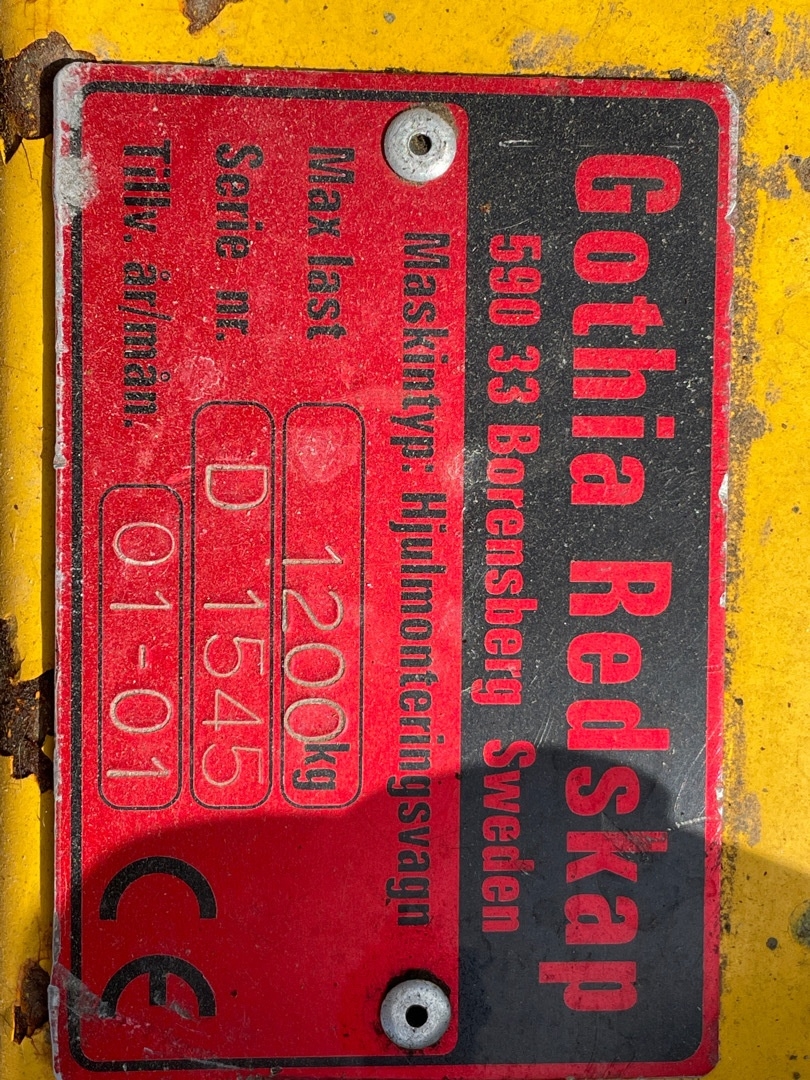 Gothia Redskap
590 33 Borensberg Sweden
Maskintyp: Hjulmonteringsvagn
Max last 1200kg
Serie nr. D 1545
Tillv. år/mån. 01-01
CE